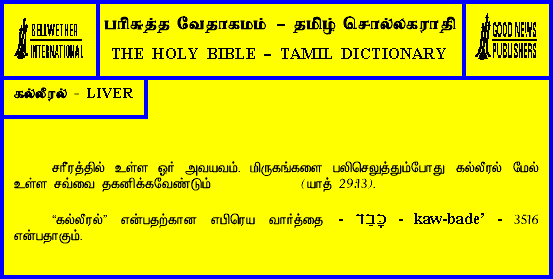 BELLWETHER
INTERNATIONAL
பரிசுத்த வேதாகமம் – தமிழ் சொல்லகராதி
THE HOLY BIBLE – TAMIL DICTIONARY
GOOD NEWS
PUBLISHERS
கல்லீரல் - LIVER
சரீரத்தில் உள்ள ஓர் அவயவம். மிருகங்களை பலிசெலுத்தும்போது கல்லீரல் மேல்
உள்ள சவ்வை தகனிக்கவேண்டும் (யாத் 29:13).
“கல்லீரல்” என்பதற்கான எபிரெய வார்த்தை - כָּבֵד - kaw-bade’ - 3516
என்பதாகும்.